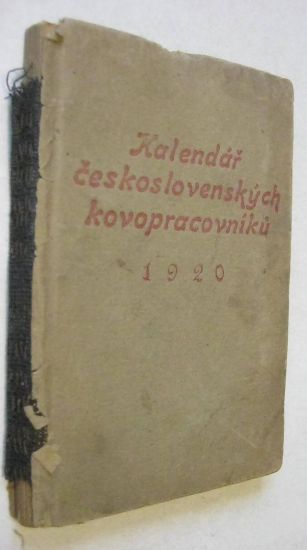 Kalendář
československých
kovopracovníků
1920